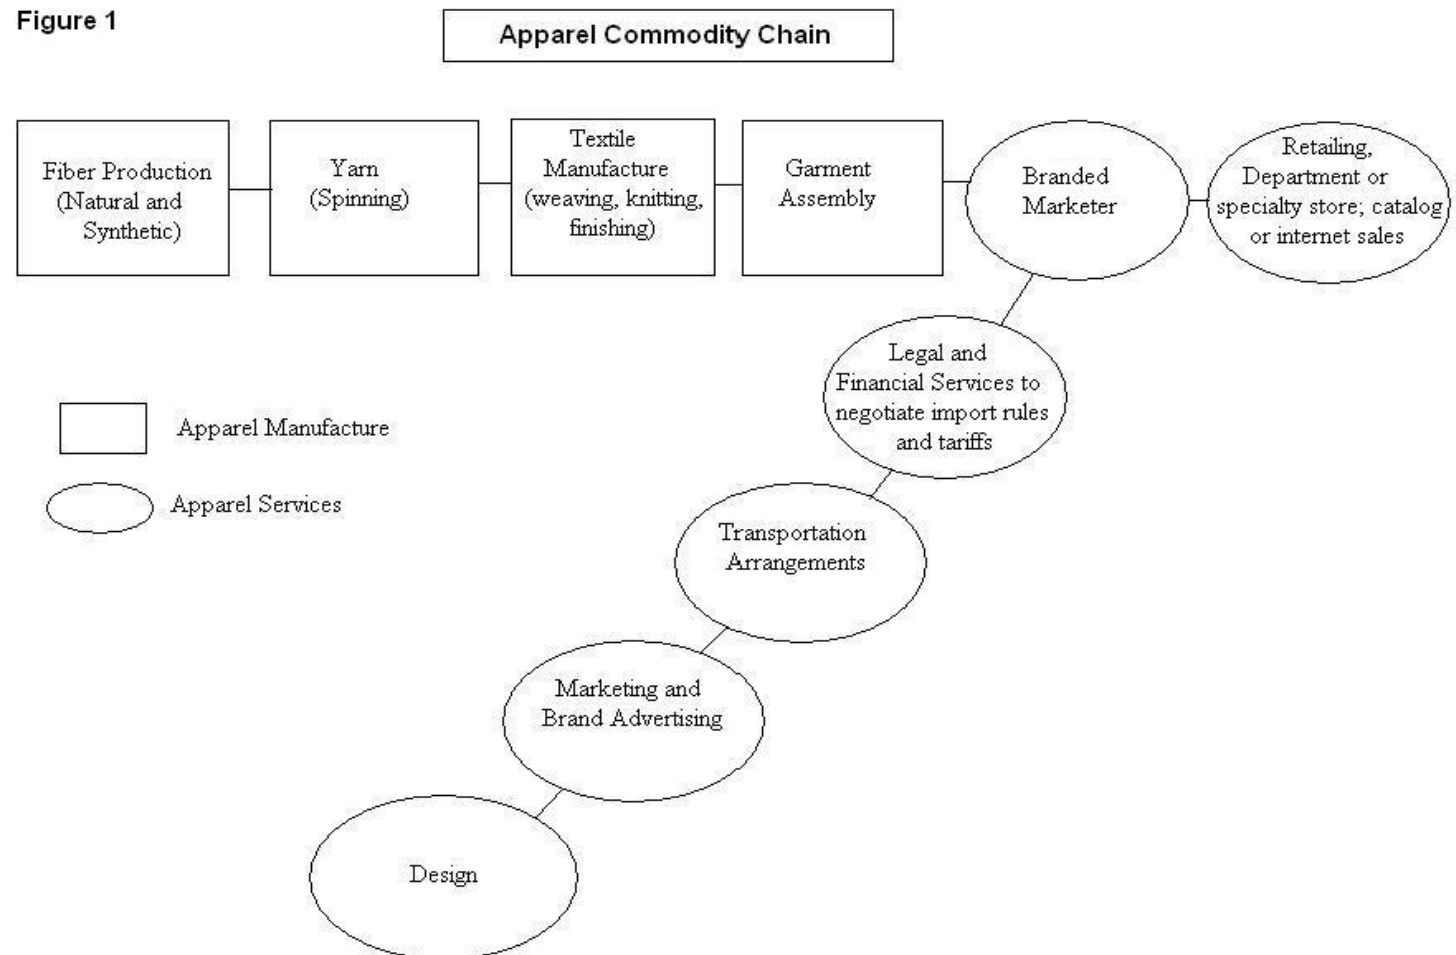 Figure 1
Apparel Commodity Chain
Fiber Production
(Natural and
Synthetic)
Yarn
(Spinning)
Textile
Manufacture
(weaving, knitting,
finishing)
Garment
Assembly
Branded
Marketer
Retailing,
Department or
specialty store; catalog
or internet sales
Legal and
Financial Services to
negotiate import rules
and tariffs
Apparel Manufacture
Apparel Services
Transportation
Arrangements
Marketing and
Brand Advertising
Design